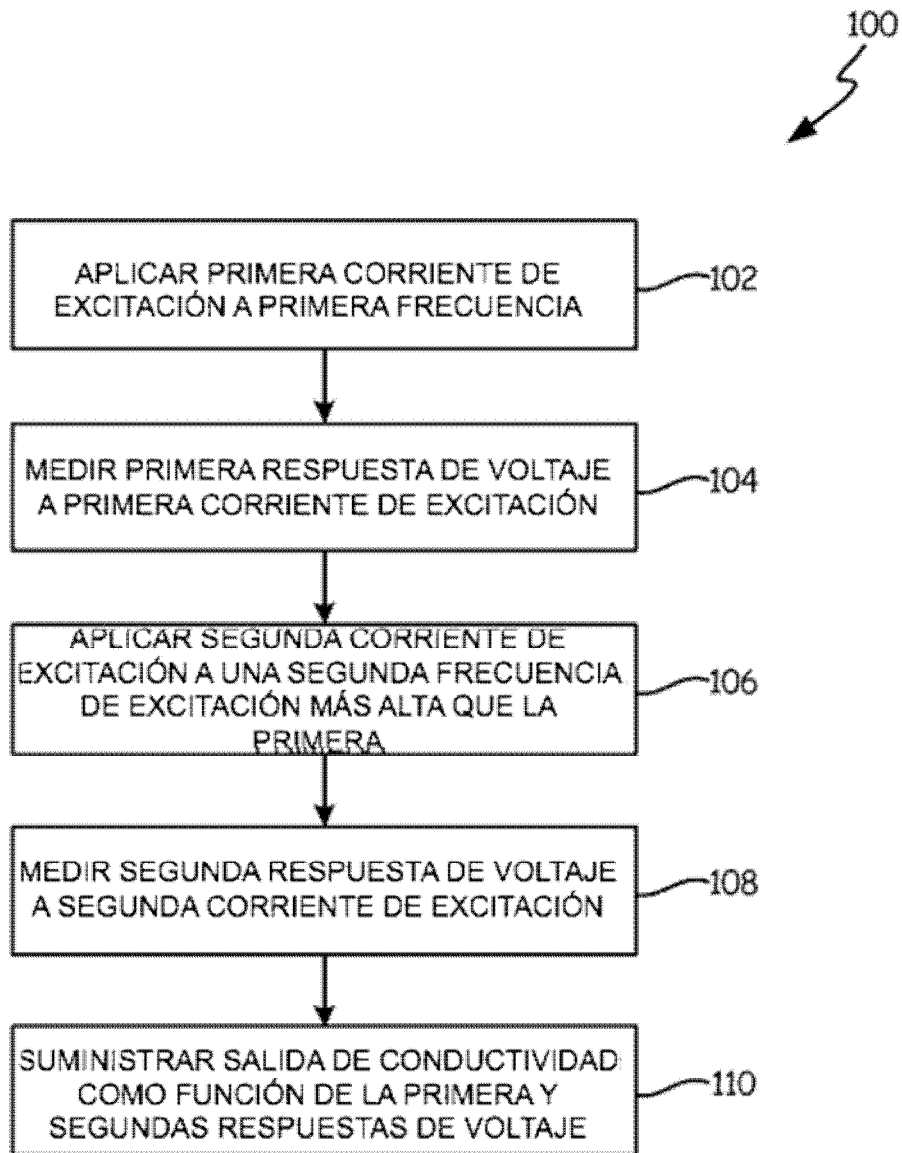 100
APLICAR PRIMERA CORRIENTE DE
EXCITACIÓN A PRIMERA FRECUENCIA
102
MEDIR PRIMERA RESPUESTA DE VOLTAJE
A PRIMERA CORRIENTE DE EXCITACIÓN
104
APLICAR SEGUNDA CORRIENTE DE
EXCITACIÓN A UNA SEGUNDA FRECUENCIA
DE EXCITACIÓN MÁS ALTA QUE LA
PRIMERA
106
MEDIR SEGUNDA RESPUESTA DE VOLTAJE
A SEGUNDA CORRIENTE DE EXCITACIÓN
108
SUMINISTRAR SALIDA DE CONDUCTIVIDAD
COMO FUNCIÓN DE LA PRIMERA Y
SEGUNDAS RESPUESTAS DE VOLTAJE
110